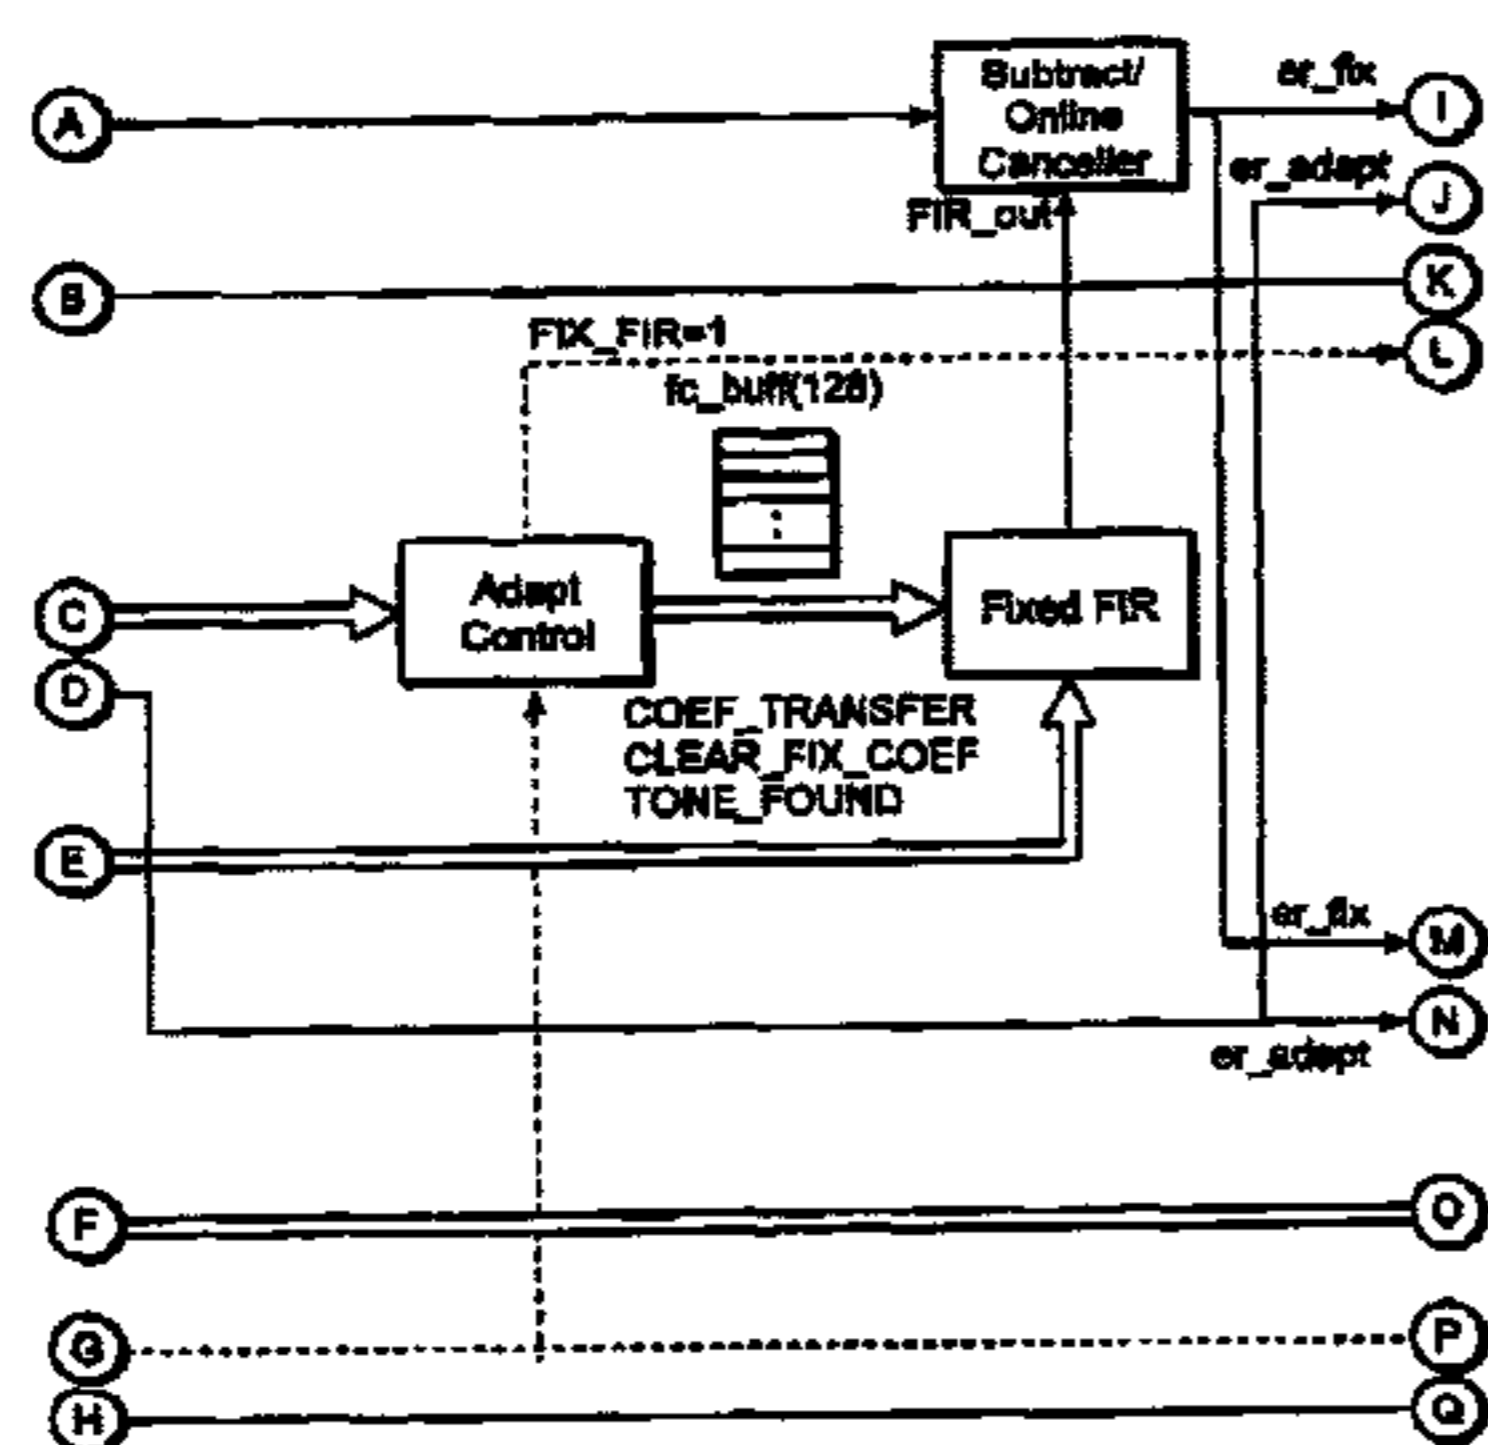 A
Subtract/
Online
Canceller
er_fix
I
er_adapt
J
FIR_out
B
K
FIX_FIR=1
L
fc_buff(128)
C
Adapt
Control
Fixed FIR
D
COEF_TRANSFER
CLEAR_FIX_COEF
TONE_FOUND
E
er_fix
M
N
er_adapt
F
O
G
P
H
Q